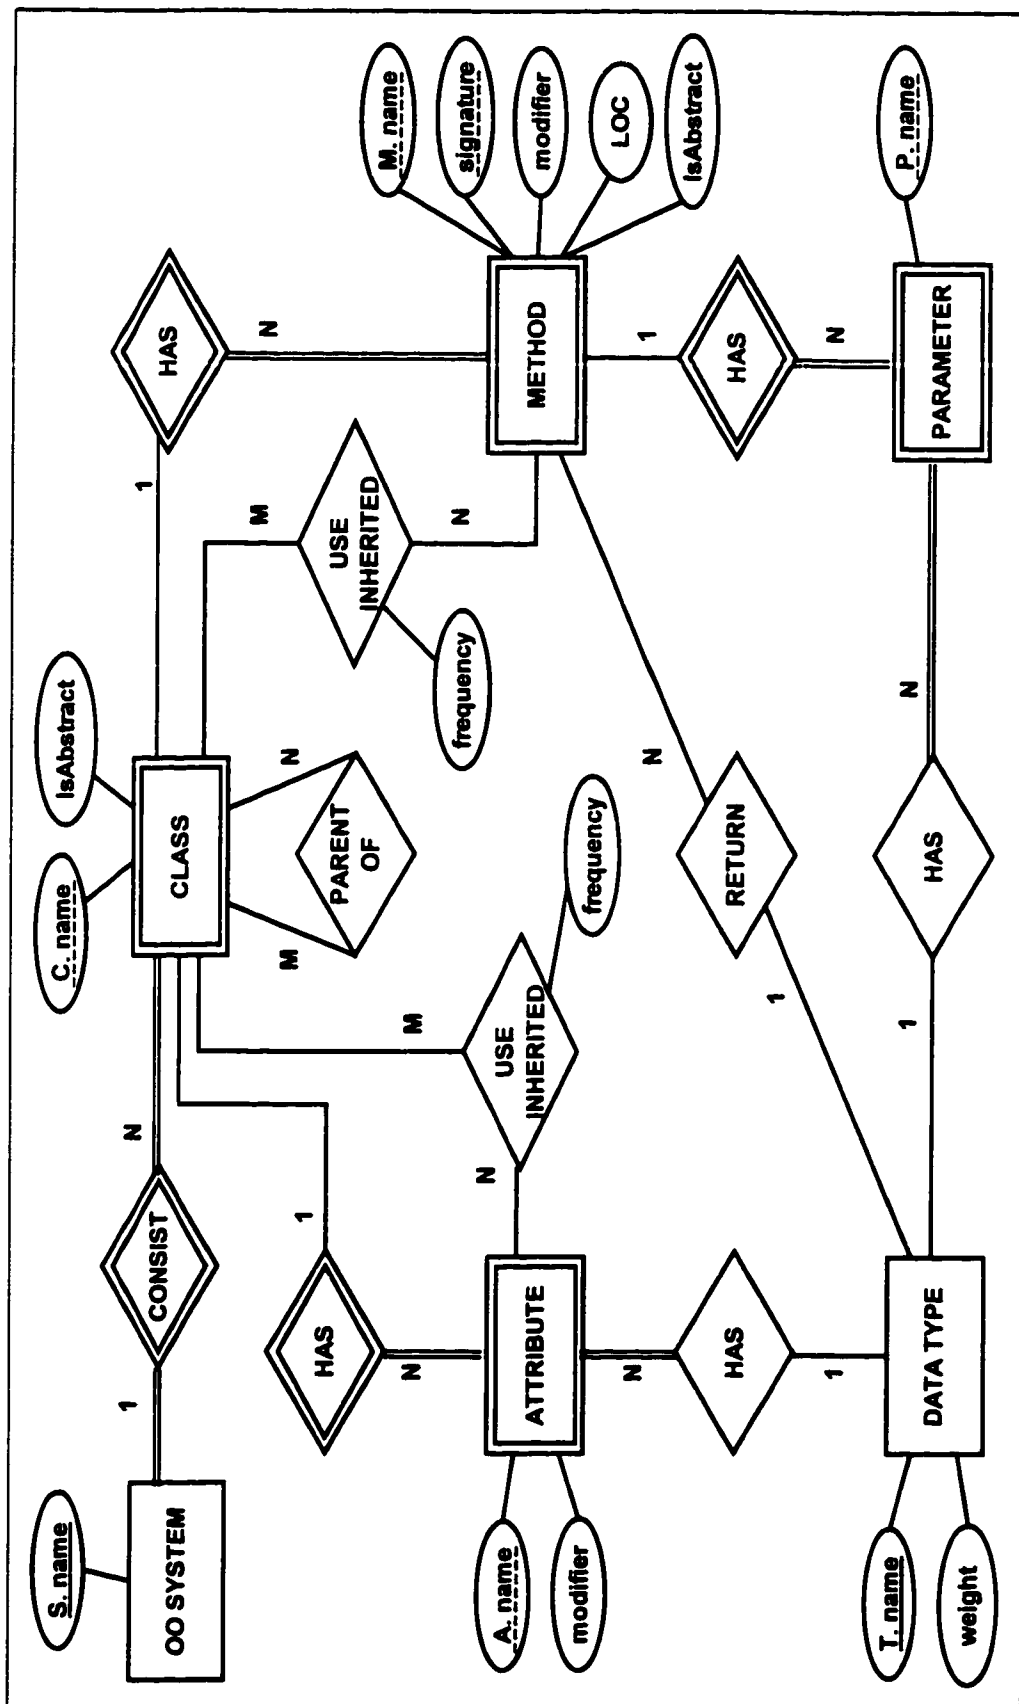 S. name
C. name
IsAbstract
OO SYSTEM
1
CONSIST
N
CLASS
1
HAS
1
M
N
M
N
HAS
PARENT
OF
USE
INHERITED
frequency
N
M. name
signature
modifier
LOC
IsAbstract
N
M
N
USE
INHERITED
frequency
A. name
modifier
ATTRIBUTE
METHOD
N
N
1
HAS
RETURN
HAS
1
1
N
T. name
weight
DATA TYPE
1
HAS
N
PARAMETER
P. name